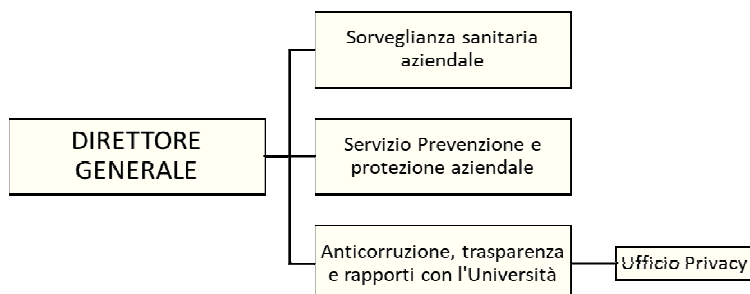 Sorveglianza sanitaria
aziendale
DIRETTORE
GENERALE
Servizio Prevenzione e
protezione aziendale
Anticorruzione, trasparenza
e rapporti con l'Università
Ufficio Privacy